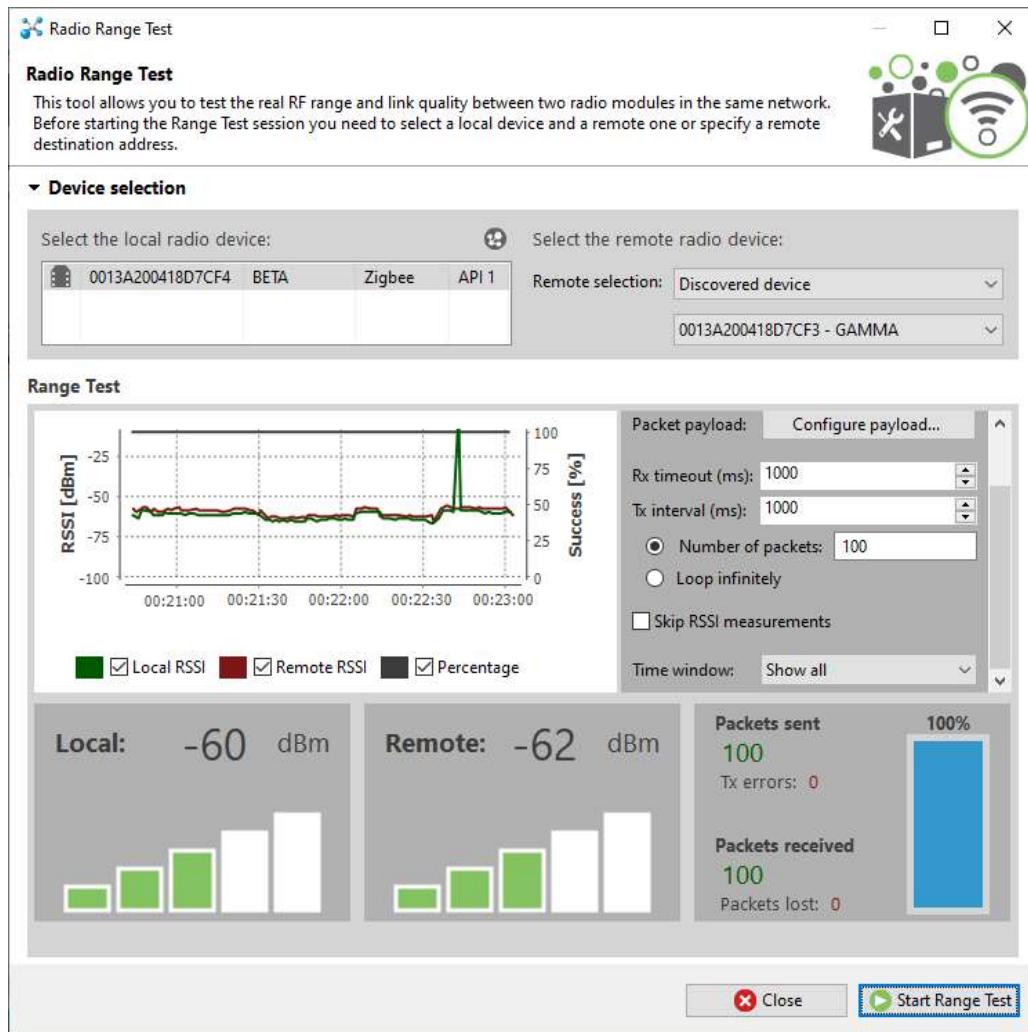 Radio Range Test
Radio Range Test
This tool allows you to test the real RF range and link quality between two radio modules in the same network.
Before starting the Range Test session you need to select a local device and a remote one or specify a remote
destination address.
Device selection
Select the local radio device:
0013A200418D7CF4 BETA Zigbee API 1
Select the remote radio device:
Remote selection: Discovered device
0013A200418D7CF3 - GAMMA
Range Test
RSSI [dBm]
-25
-50
-75
-100
100
75
50
25
0
Success [%]
00:21:00 00:21:30 00:22:00 00:22:30 00:23:00
Local RSSI Remote RSSI Percentage
Packet payload: Configure payload...
Rx timeout (ms): 1000
Tx interval (ms): 1000
Number of packets: 100
Loop infinitely
Skip RSSI measurements
Time window: Show all
Local: -60 dBm
Remote: -62 dBm
Packets sent
100
Tx errors: 0
Packets received
100
Packets lost: 0
100%
Close
Start Range Test